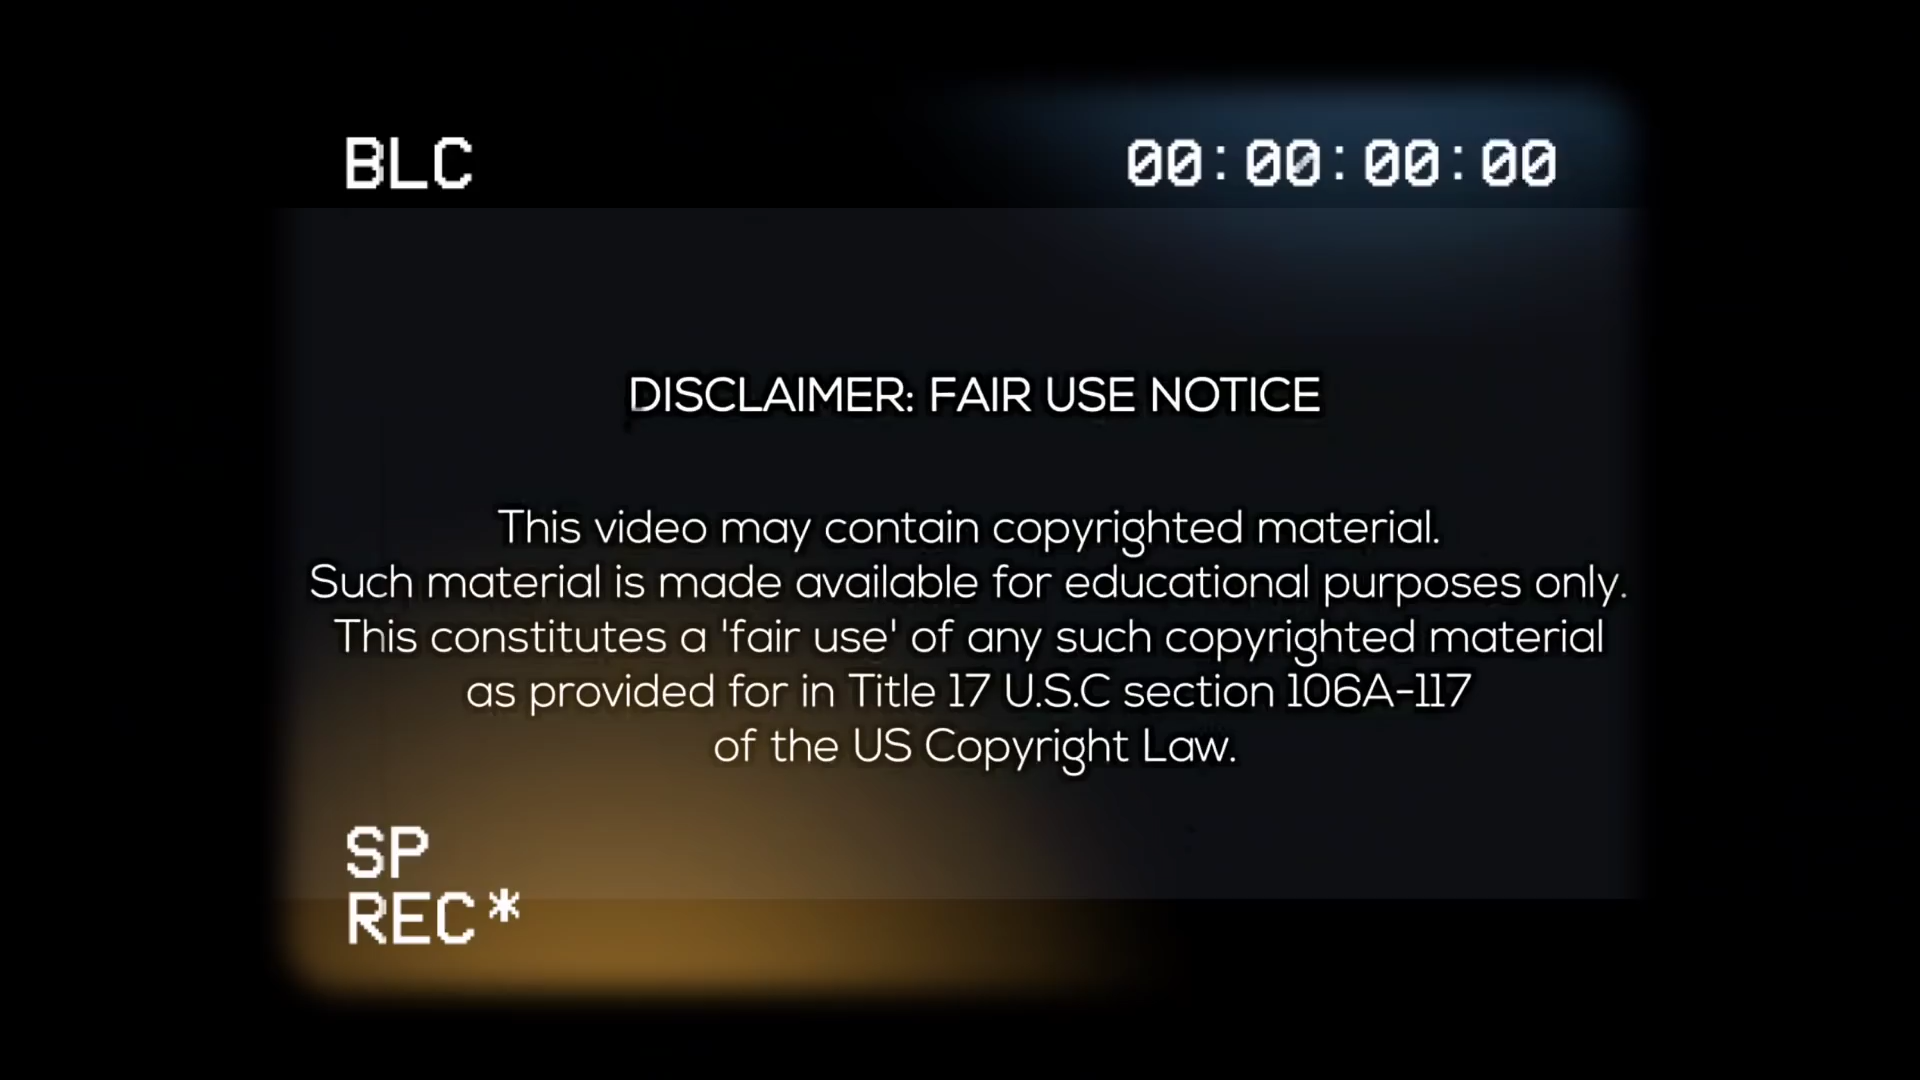 BLC
00:00:00:00
DISCLAIMER: FAIR USE NOTICE
This video may contain copyrighted material.
Such material is made available for educational purposes only.
This constitutes a 'fair use' of any such copyrighted material
as provided for in Title 17 U.S.C section 106A-117
of the US Copyright Law.
SP
REC*